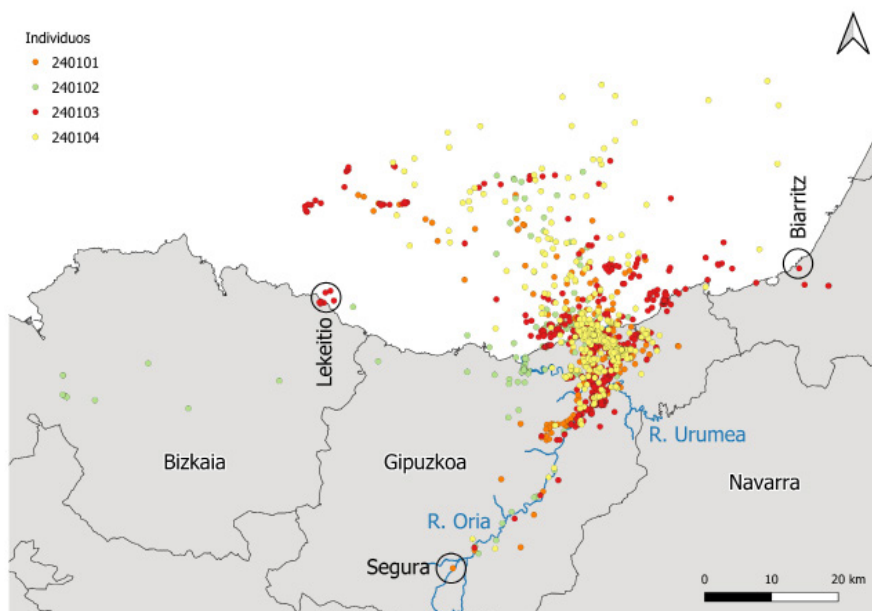 Individuos
240101
240102
240103
240104
Biarritz
Lekeitio
R. Urumea
Bizkaia
Gipuzkoa
Navarra
R. Oria
Segura
0 10 20 km